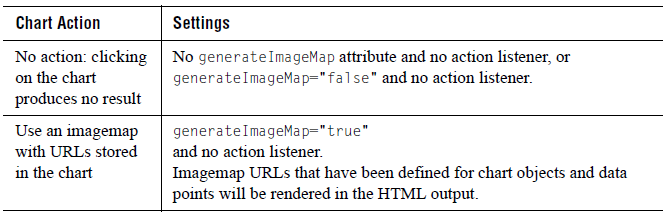 Chart Action Settings
No action: clicking No generateImageMap attribute and no action listener, or
on the chart generateImageMap="false" and no action listener.
produces no result
Use an imagemap generateImageMap="true"
with URLs stored and no action listener.
in the chart Imagemap URLs that have been defined for chart objects and data
points will be rendered in the HTML output.